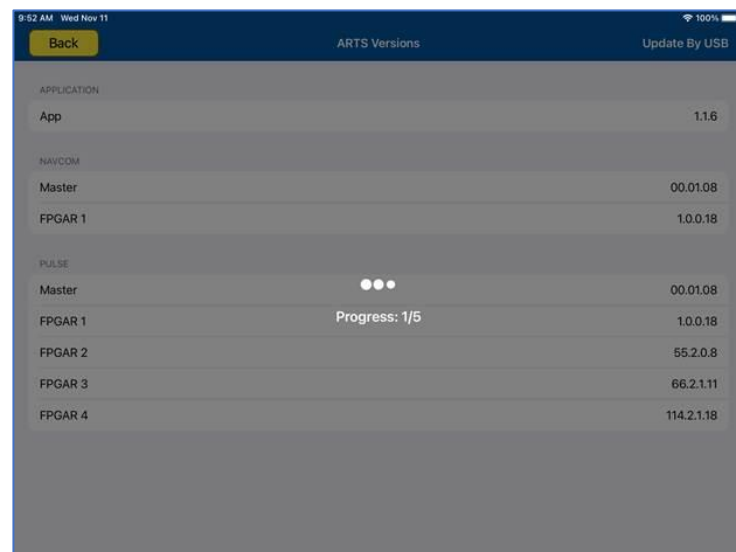 9:52 AM Wed Nov 11 100%
Back ARTS Versions Update By USB
APPLICATION
App 1.1.6
NAVCOM
Master 00.01.08
FPGAR 1 1.0.0.18
PULSE
Master 00.01.08
FPGAR 1 1.0.0.18
Progress: 1/5
FPGAR 2 55.2.0.8
FPGAR 3 66.2.1.11
FPGAR 4 114.2.1.18